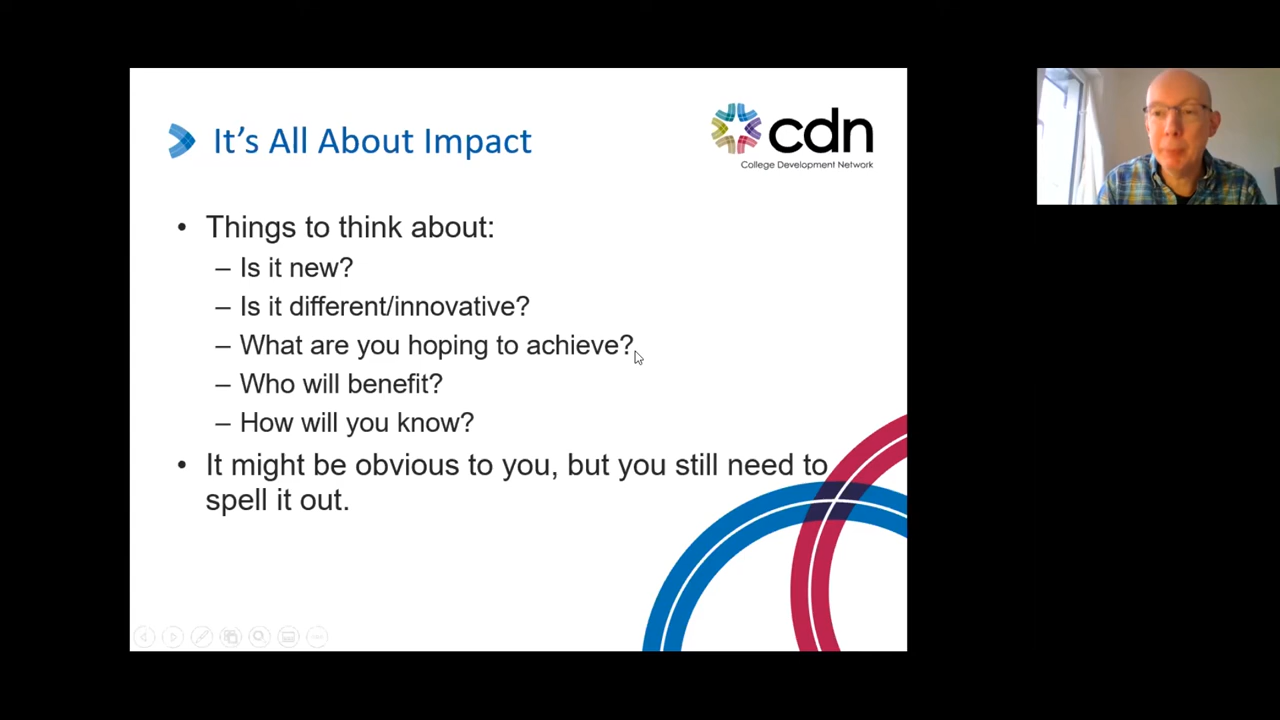 It's All About Impact
cdn
College Development Network
• Things to think about:
– Is it new?
– Is it different/innovative?
– What are you hoping to achieve?
– Who will benefit?
– How will you know?
• It might be obvious to you, but you still need to
spell it out.